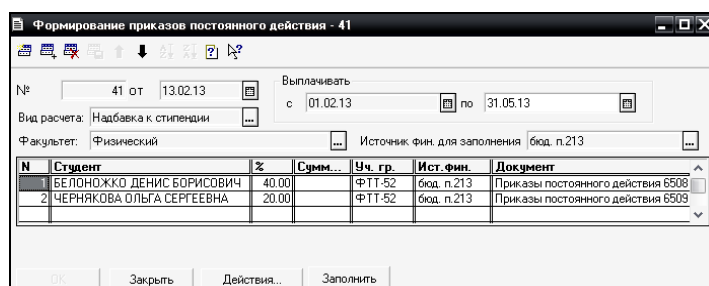 Формирование приказов постоянного действия - 41
№ 41 от 13.02.13
Выплачивать
с 01.02.13 по 31.05.13
Вид расчета: Надбавка к стипендии ...
Факультет: Физический ... Источник фин. для заполнения бюд. п.213 ...
N Студент % Сумм... Уч. гр. Ист.фин. Документ
1 БЕЛОНОЖКО ДЕНИС БОРИСОВИЧ 40.00 ФТТ-52 бюд. п.213 Приказы постоянного действия 6508
2 ЧЕРНЯКОВА ОЛЬГА СЕРГЕЕВНА 20.00 ФТТ-52 бюд. п.213 Приказы постоянного действия 6509
OK Закрыть Действия... Заполнить